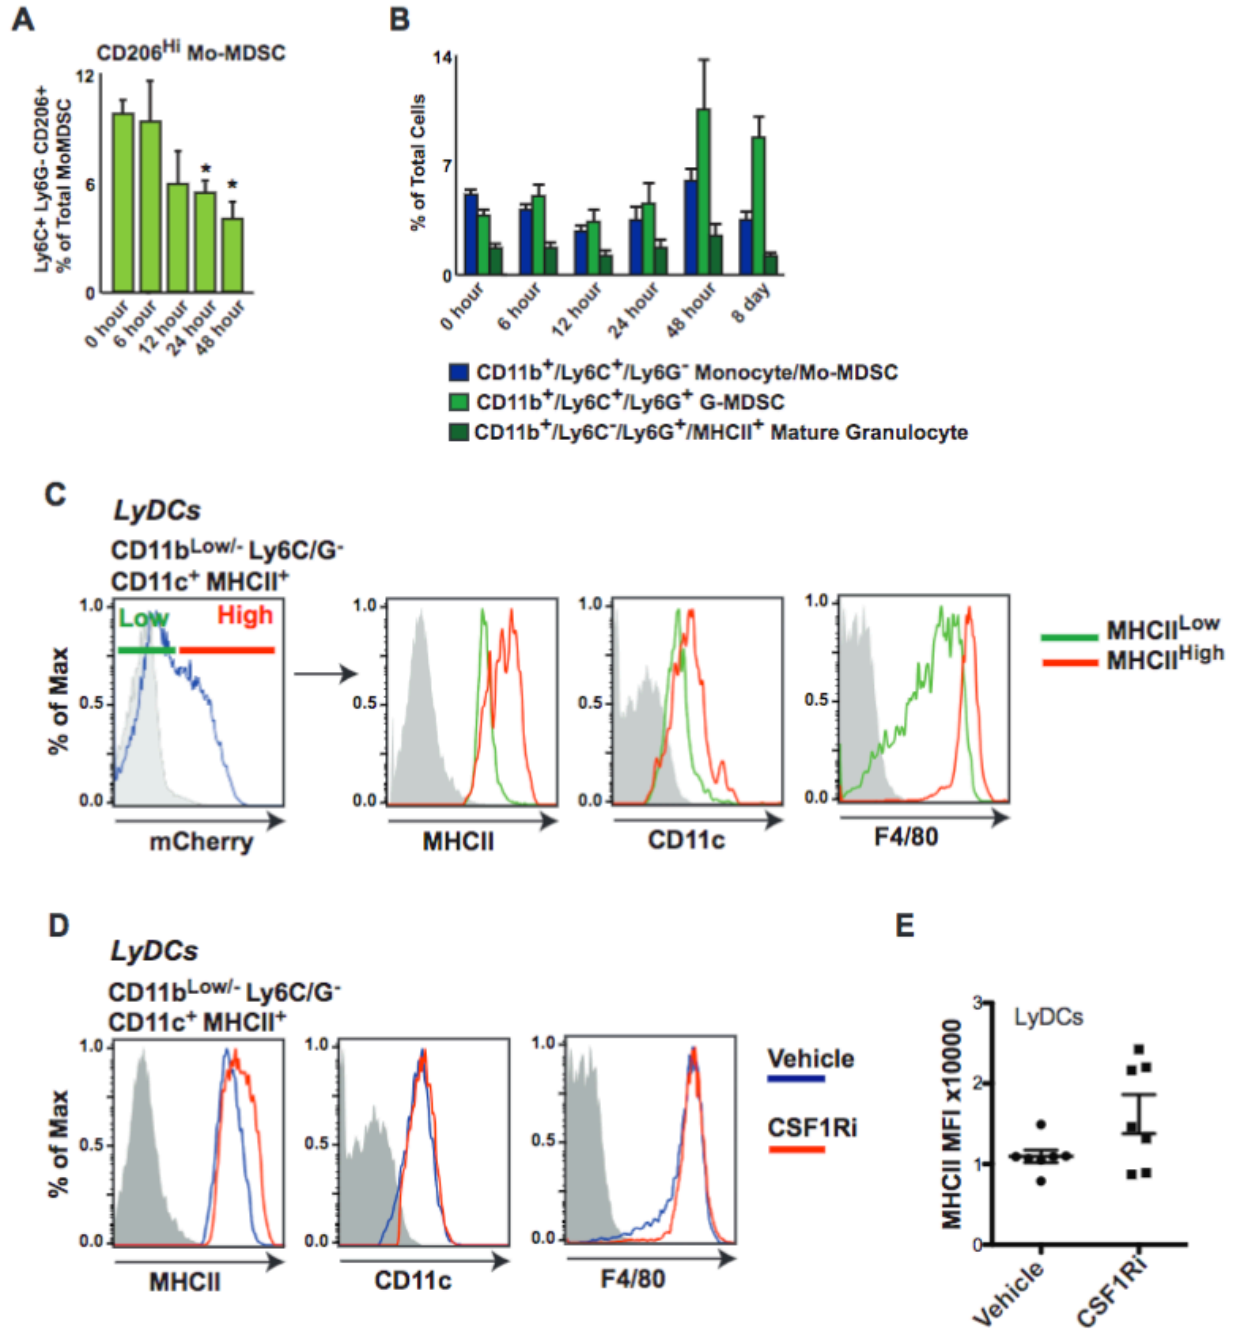 A
CD206Hi Mo-MDSC
Ly6C+ Ly6G- CD206+
% of Total MoMDSC
12
6
0
*
*
0 hour
6 hour
12 hour
24 hour
48 hour
B
% of Total Cells
14
7
0
0 hour
6 hour
12 hour
24 hour
48 hour
8 day
CD11b+/Ly6C+/Ly6G- Monocyte/Mo-MDSC
CD11b+/Ly6C+/Ly6G+ G-MDSC
CD11b+/Ly6C-/Ly6G+/MHCII+ Mature Granulocyte
C
LyDCs
CD11bLow/- Ly6C/G-
CD11c+ MHCII+
% of Max
1.0
0.5
0.0
Low
High
mCherry
1.0
0.5
0.0
MHCII
1.0
0.5
0.0
CD11c
1.0
0.5
0.0
F4/80
MHCIILow
MHCIIHigh
D
LyDCs
CD11bLow/- Ly6C/G-
CD11c+ MHCII+
% of Max
1.0
0.5
0.0
MHCII
1.0
0.5
0.0
CD11c
1.0
0.5
0.0
F4/80
Vehicle
CSF1Ri
E
LyDCs
MHCII MFI x10000
3
2
1
0
Vehicle
CSF1Ri